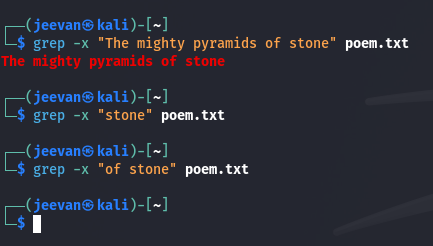 ┌──(jeevan㉿kali)-[~]
└─$ grep -x "The mighty pyramids of stone" poem.txt
The mighty pyramids of stone
┌──(jeevan㉿kali)-[~]
└─$ grep -x "stone" poem.txt
┌──(jeevan㉿kali)-[~]
└─$ grep -x "of stone" poem.txt
┌──(jeevan㉿kali)-[~]
└─$